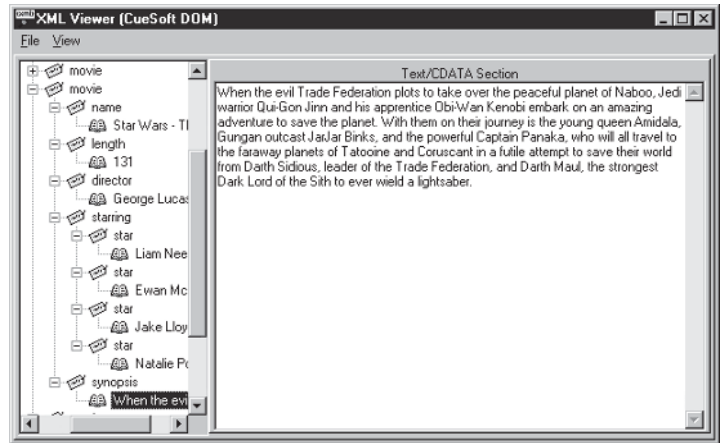 XML Viewer (CueSoft DOM)
File View
movie
movie
name
Star Wars - Tl
length
131
director
George Lucas
starring
star
Liam Nee
star
Ewan Mc
star
Jake Lloy
star
Natalie Po
synopsis
When the evi
Text/CDATA Section
When the evil Trade Federation plots to take over the peaceful planet of Naboo, Jedi
warrior Qui-Gon Jinn and his apprentice Obi-Wan Kenobi embark on an amazing
adventure to save the planet. With them on their journey is the young queen Amidala,
Gungan outcast JarJar Binks, and the powerful Captain Panaka, who will all travel to
the faraway planets of Tatooine and Coruscant in a futile attempt to save their world
from Darth Sidious, leader of the Trade Federation, and Darth Maul, the strongest
Dark Lord of the Sith to ever wield a lightsaber.